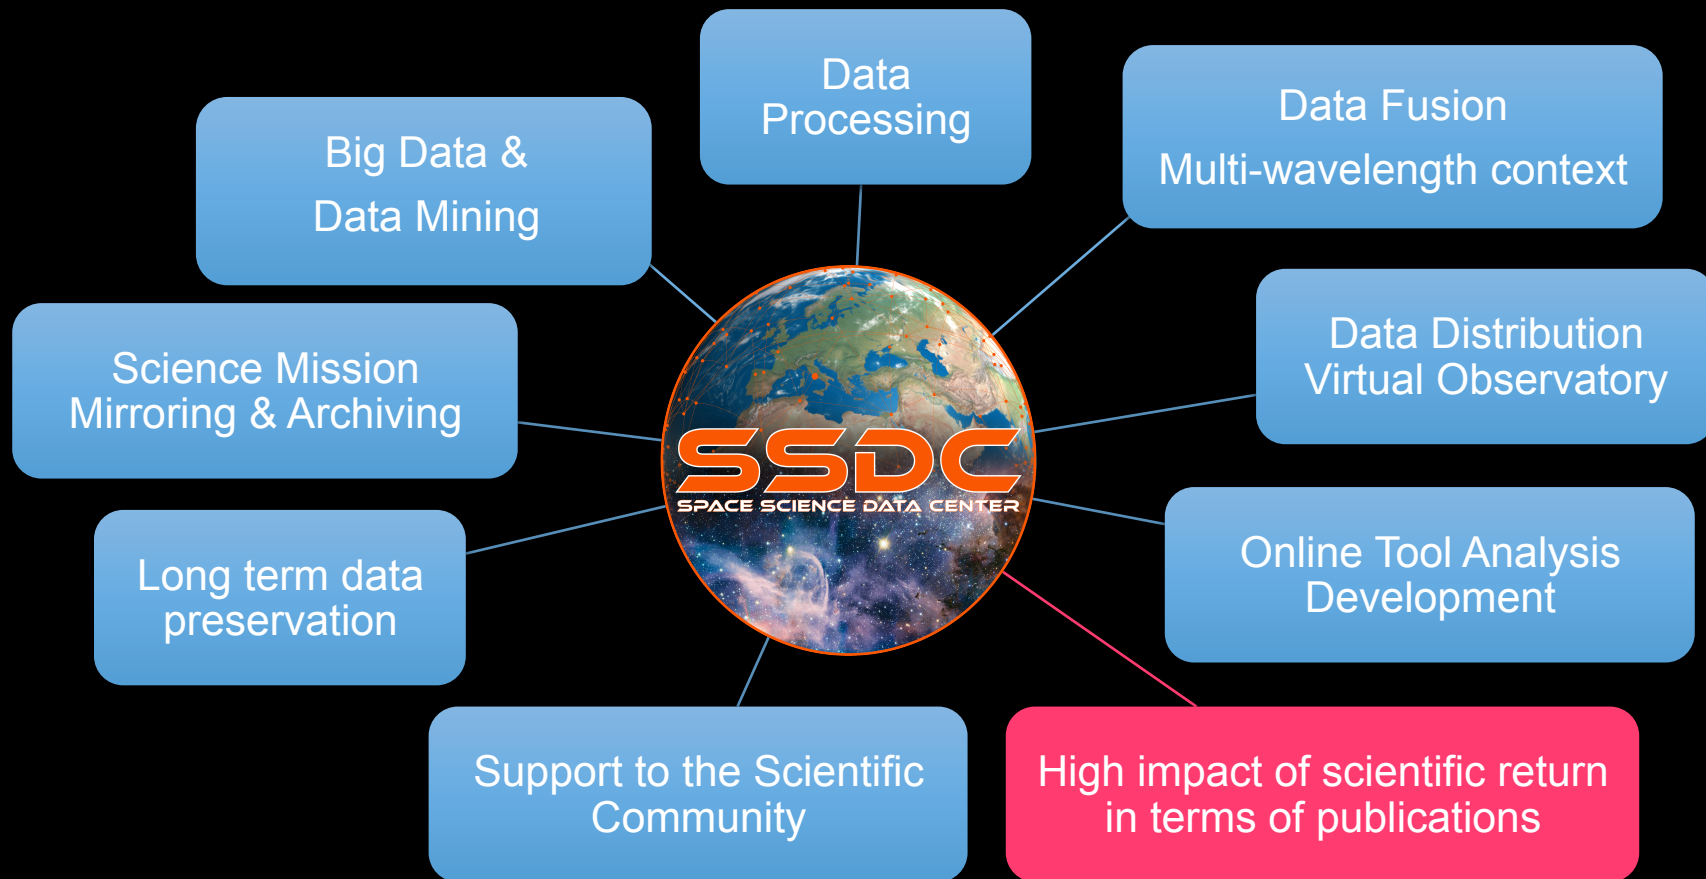 Data
Processing
Data Fusion
Multi-wavelength context
Big Data &
Data Mining
Data Distribution
Virtual Observatory
Science Mission
Mirroring & Archiving
SSDC
SPACE SCIENCE DATA CENTER
Online Tool Analysis
Development
Long term data
preservation
Support to the Scientific
Community
High impact of scientific return
in terms of publications